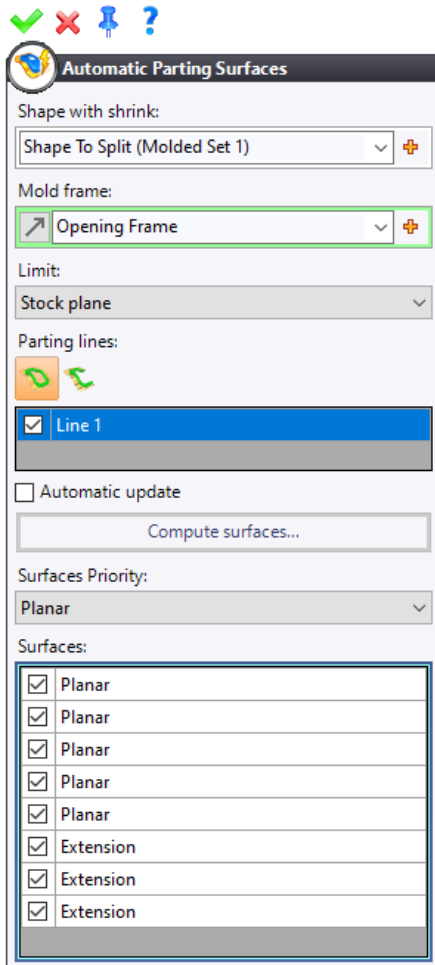 ?
Automatic Parting Surfaces
Shape with shrink:
Shape To Split (Molded Set 1)
Mold frame:
Opening Frame
Limit:
Stock plane
Parting lines:
Line 1
Automatic update
Compute surfaces...
Surfaces Priority:
Planar
Surfaces:
Planar
Planar
Planar
Planar
Planar
Extension
Extension
Extension